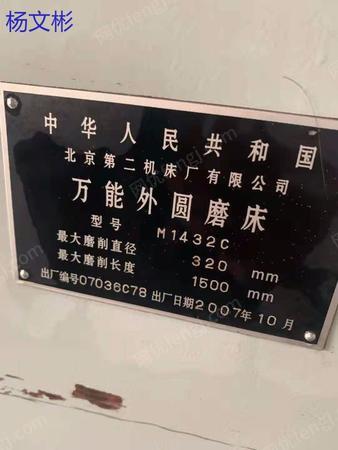 杨文彬
中华人民共和国
北京第二机床厂有限公司
万能外圆磨床
型号 M1432C
最大磨削直径 320 mm
最大磨削长度 1500 mm
出厂编号07036C78 出厂日期2007年10月